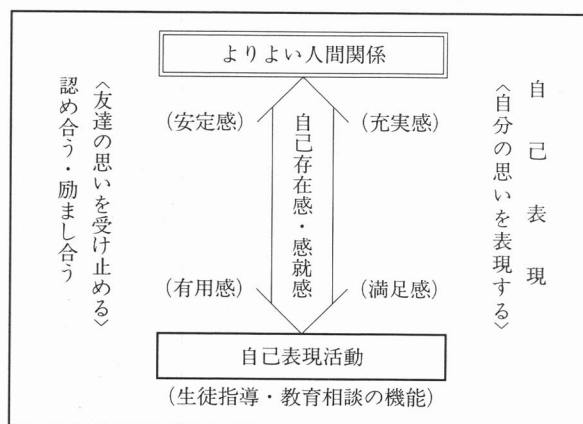 よりよい人間関係
自己表現
〈自分の思いを表現する〉
(安定感)
(充実感)
自己存在感・感就感
〈友達の思いを受け止める〉
認め合う・励まし合う
(有用感)
(満足感)
自己表現活動
(生徒指導・教育相談の機能)